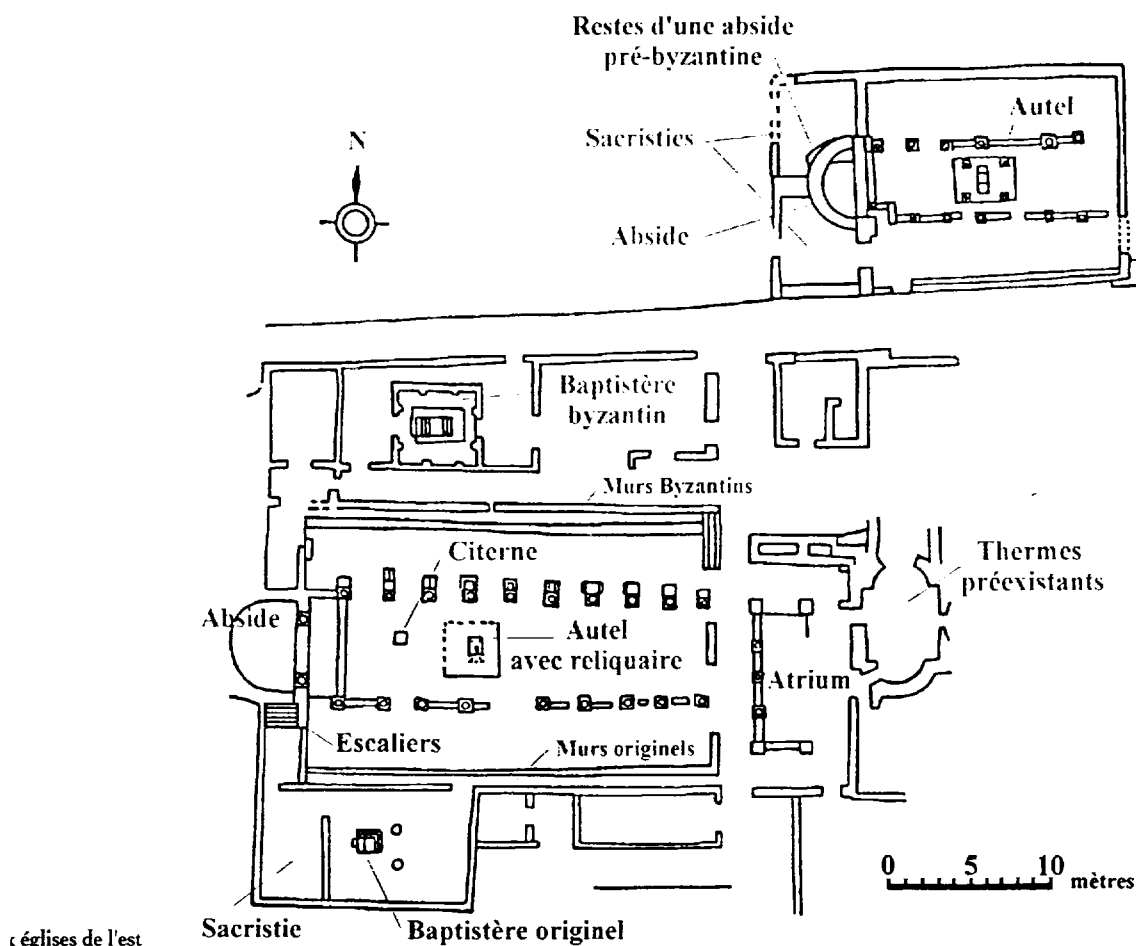 Restes d'une abside
pré-byzantine
Autel
Sacristies
N
Abside
Baptistère
byzantin
Murs Byzantins
Citerne
Thermes
préexistants
Abside
Autel
avec reliquaire
Atrium
Escaliers
Murs originels
0 5 10 mètres
Sacristie
Baptistère originel
églises de l'est